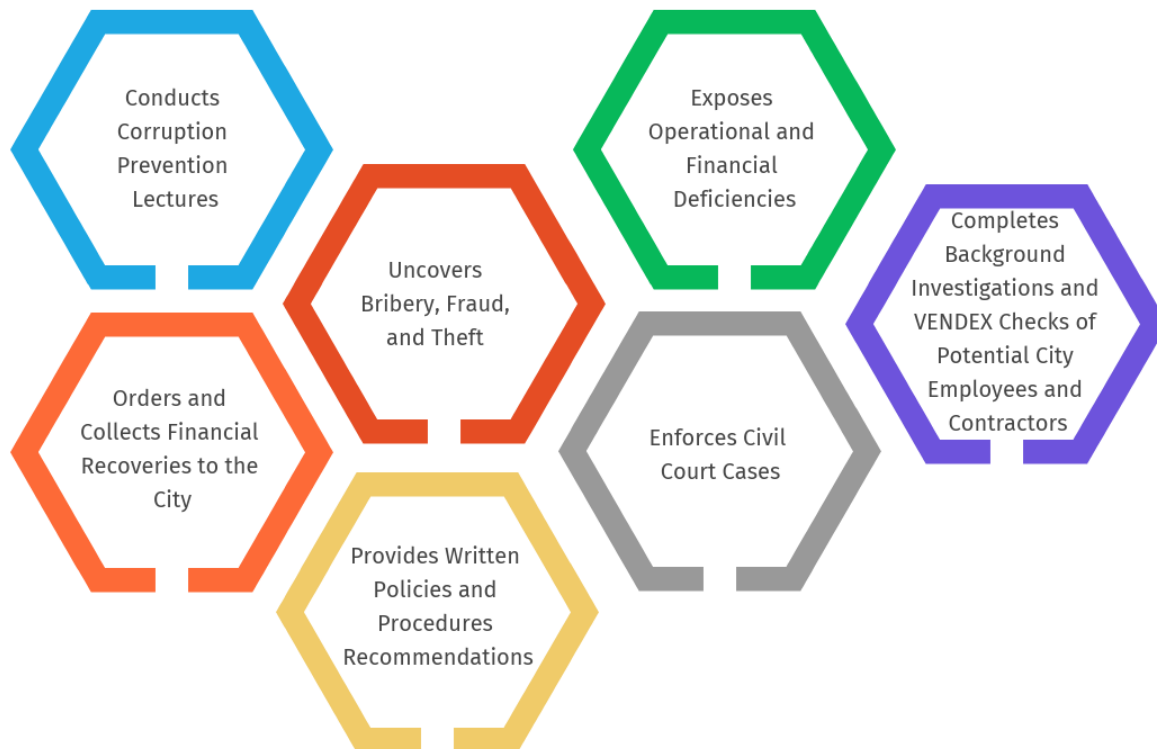 Conducts
Corruption
Prevention
Lectures
Exposes
Operational and
Financial
Deficiencies
Uncovers
Bribery, Fraud,
and Theft
Completes
Background
Investigations and
VENDEX Checks of
Potential City
Employees and
Contractors
Orders and
Collects Financial
Recoveries to the
City
Enforces Civil
Court Cases
Provides Written
Policies and
Procedures
Recommendations